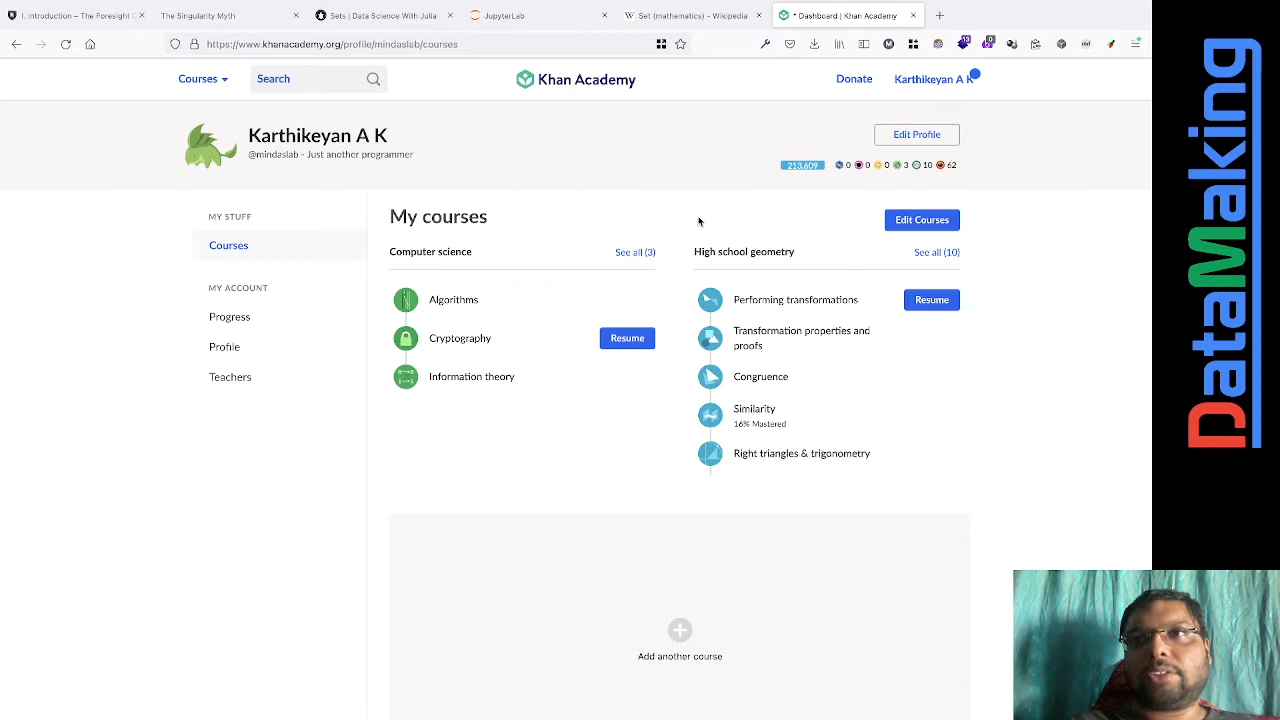 I. Introduction – The Foresight
The Singularity Myth
Sets | Data Science With Julia
JupyterLab
Set (mathematics) – Wikipedia
* Dashboard | Khan Academy
https://www.khanacademy.org/profile/mindaslab/courses
13
0
Courses
Search
Khan Academy
Donate
Karthikeyan A K
Karthikeyan A K
@mindaslab - Just another programmer
Edit Profile
213,609
0 0 0 3 10 62
MY STUFF
Courses
MY ACCOUNT
Progress
Profile
Teachers
My courses
Edit Courses
Computer science
See all (3)
Algorithms
Cryptography
Resume
Information theory
High school geometry
See all (10)
Performing transformations
Resume
Transformation properties and
proofs
Congruence
Similarity
16% Mastered
Right triangles & trigonometry
Add another course
DataMaking